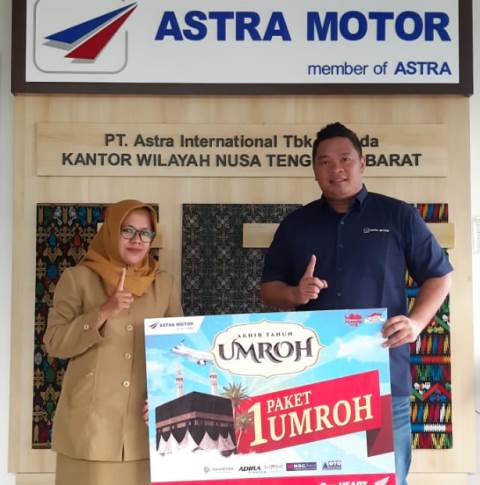 ASTRA MOTOR
member of ASTRA
PT. Astra International Tbk
KANTOR WILAYAH NUSA TENG BARAT
ASTRA MOTOR
AKHIR TAHUN
UMROH
1 PAKET
UMROH
ADIRA